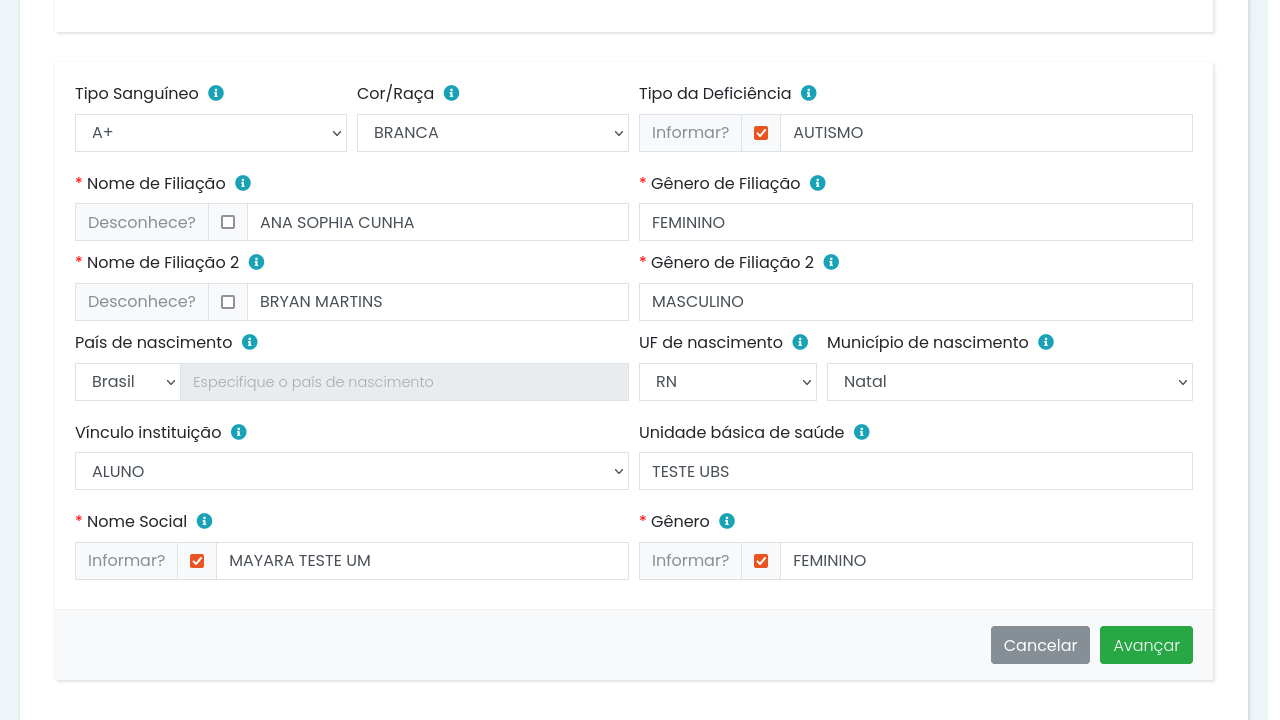 Tipo Sanguíneo Cor/Raça Tipo da Deficiência
A+ BRANCA Informar? AUTISMO
* Nome de Filiação * Gênero de Filiação
Desconhece? ANA SOPHIA CUNHA FEMININO
* Nome de Filiação 2 * Gênero de Filiação 2
Desconhece? BRYAN MARTINS MASCULINO
País de nascimento UF de nascimento Município de nascimento
Brasil Especifique o país de nascimento RN Natal
Vínculo instituição Unidade básica de saúde
ALUNO TESTE UBS
* Nome Social * Gênero
Informar? MAYARA TESTE UM Informar? FEMININO
Cancelar Avançar